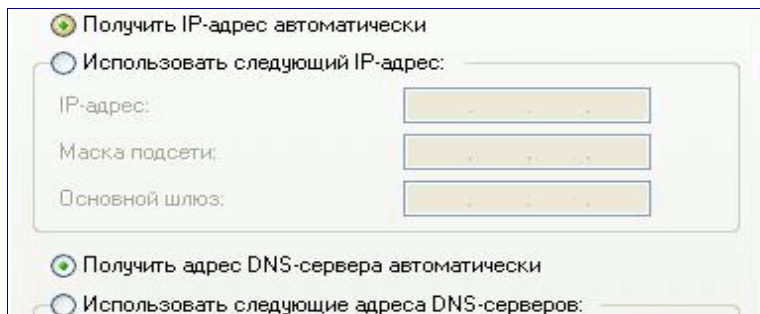 Получить IP-адрес автоматически
Использовать следующий IP-адрес:
IP-адрес:
Маска подсети:
Основной шлюз:
Получить адрес DNS-сервера автоматически
Использовать следующие адреса DNS-серверов: